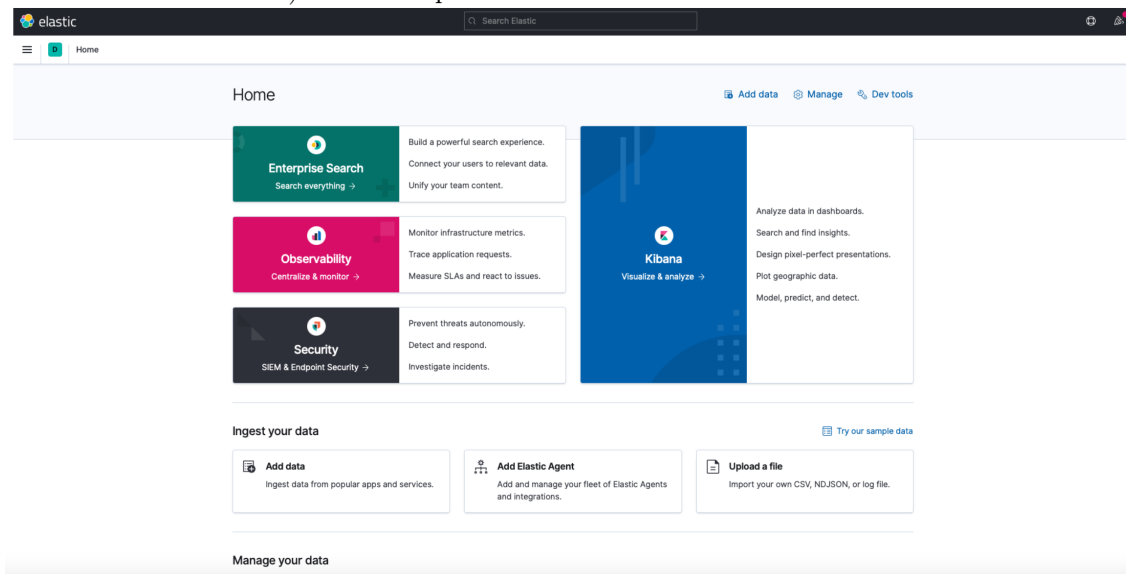 elastic
Search Elastic
D
Home
Home
Add data
Manage
Dev tools
Enterprise Search
Search everything →
Build a powerful search experience.
Connect your users to relevant data.
Unify your team content.
Observability
Centralize & monitor →
Monitor infrastructure metrics.
Trace application requests.
Measure SLAs and react to issues.
Security
SIEM & Endpoint Security →
Prevent threats autonomously.
Detect and respond.
Investigate incidents.
Kibana
Visualize & analyze →
Analyze data in dashboards.
Search and find insights.
Design pixel-perfect presentations.
Plot geographic data.
Model, predict, and detect.
Ingest your data
Try our sample data
Add data
Ingest data from popular apps and services.
Add Elastic Agent
Add and manage your fleet of Elastic Agents
and integrations.
Upload a file
Import your own CSV, NDJSON, or log file.
Manage your data